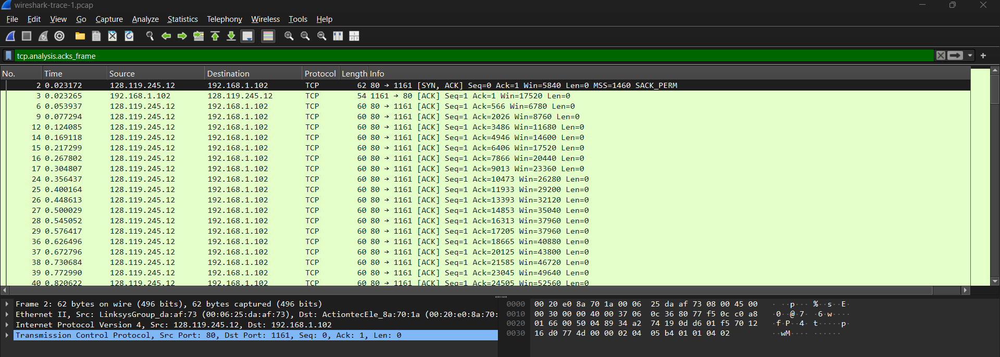 wireshark-trace-1.pcap
File Edit View Go Capture Analyze Statistics Telephony Wireless Tools Help
tcp.analysis.acks_frame
No. Time Source Destination Protocol Length Info
2 0.023172 128.119.245.12 192.168.1.102 TCP 62 80 → 1161 [SYN, ACK] Seq=0 Ack=1 Win=5840 Len=0 MSS=1460 SACK_PERM
3 0.023265 192.168.1.102 128.119.245.12 TCP 54 1161 → 80 [ACK] Seq=1 Ack=1 Win=17520 Len=0
6 0.053937 128.119.245.12 192.168.1.102 TCP 60 80 → 1161 [ACK] Seq=1 Ack=566 Win=6780 Len=0
9 0.077294 128.119.245.12 192.168.1.102 TCP 60 80 → 1161 [ACK] Seq=1 Ack=2026 Win=8760 Len=0
12 0.124085 128.119.245.12 192.168.1.102 TCP 60 80 → 1161 [ACK] Seq=1 Ack=3486 Win=11680 Len=0
14 0.169118 128.119.245.12 192.168.1.102 TCP 60 80 → 1161 [ACK] Seq=1 Ack=4946 Win=14600 Len=0
15 0.217299 128.119.245.12 192.168.1.102 TCP 60 80 → 1161 [ACK] Seq=1 Ack=6406 Win=17520 Len=0
16 0.267802 128.119.245.12 192.168.1.102 TCP 60 80 → 1161 [ACK] Seq=1 Ack=7866 Win=20440 Len=0
17 0.304807 128.119.245.12 192.168.1.102 TCP 60 80 → 1161 [ACK] Seq=1 Ack=9013 Win=23360 Len=0
24 0.356437 128.119.245.12 192.168.1.102 TCP 60 80 → 1161 [ACK] Seq=1 Ack=10473 Win=26280 Len=0
25 0.400164 128.119.245.12 192.168.1.102 TCP 60 80 → 1161 [ACK] Seq=1 Ack=11933 Win=29200 Len=0
26 0.448613 128.119.245.12 192.168.1.102 TCP 60 80 → 1161 [ACK] Seq=1 Ack=13393 Win=32120 Len=0
27 0.500029 128.119.245.12 192.168.1.102 TCP 60 80 → 1161 [ACK] Seq=1 Ack=14853 Win=35040 Len=0
28 0.545052 128.119.245.12 192.168.1.102 TCP 60 80 → 1161 [ACK] Seq=1 Ack=16313 Win=37960 Len=0
29 0.576417 128.119.245.12 192.168.1.102 TCP 60 80 → 1161 [ACK] Seq=1 Ack=17205 Win=37960 Len=0
36 0.626496 128.119.245.12 192.168.1.102 TCP 60 80 → 1161 [ACK] Seq=1 Ack=18665 Win=40880 Len=0
37 0.672796 128.119.245.12 192.168.1.102 TCP 60 80 → 1161 [ACK] Seq=1 Ack=20125 Win=43800 Len=0
38 0.730684 128.119.245.12 192.168.1.102 TCP 60 80 → 1161 [ACK] Seq=1 Ack=21585 Win=46720 Len=0
39 0.772990 128.119.245.12 192.168.1.102 TCP 60 80 → 1161 [ACK] Seq=1 Ack=23045 Win=49640 Len=0
40 0.820622 128.119.245.12 192.168.1.102 TCP 60 80 → 1161 [ACK] Seq=1 Ack=24505 Win=52560 Len=0
Frame 2: 62 bytes on wire (496 bits), 62 bytes captured (496 bits)
Ethernet II, Src: LinksysGroup_da:af:73 (00:06:25:da:af:73), Dst: ActiontecEle_8a:70:1a (00:20:e0:8a:70:
Internet Protocol Version 4, Src: 128.119.245.12, Dst: 192.168.1.102
Transmission Control Protocol, Src Port: 80, Dst Port: 1161, Seq: 0, Ack: 1, Len: 0
0000 00 20 e0 8a 70 1a 00 06 25 da af 73 08 00 45 00 · ··p··· %··s··E·
0010 00 30 00 00 40 00 37 06 0c 36 80 77 f5 0c c0 a8 ·0··@·7· ·6·w····
0020 01 66 00 50 04 89 34 a2 74 19 0d d6 01 f5 70 12 ·f·P··4· t·····p·
0030 16 d0 77 4d 00 00 02 04 05 b4 01 01 04 02 ··wM···· ······